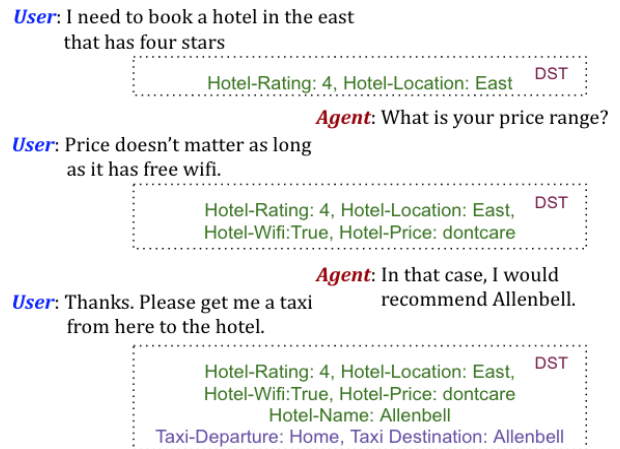 User: I need to book a hotel in the east
that has four stars
DST
Hotel-Rating: 4, Hotel-Location: East
Agent: What is your price range?
User: Price doesn't matter as long
as it has free wifi.
DST
Hotel-Rating: 4, Hotel-Location: East,
Hotel-Wifi:True, Hotel-Price: dontcare
Agent: In that case, I would
recommend Allenbell.
User: Thanks. Please get me a taxi
from here to the hotel.
DST
Hotel-Rating: 4, Hotel-Location: East,
Hotel-Wifi:True, Hotel-Price: dontcare
Hotel-Name: Allenbell
Taxi-Departure: Home, Taxi Destination: Allenbell